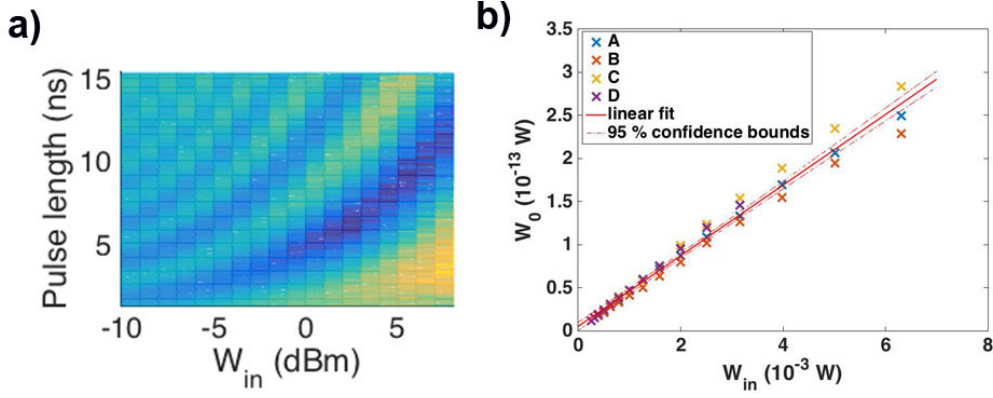 a)
Pulse length (ns)
15
10
5
-10
-5
0
5
W_in (dBm)
b)
W_0 (10^-13 W)
3.5
3
2.5
2
1.5
1
0.5
0
A
B
C
D
linear fit
95 % confidence bounds
0
2
4
6
8
W_in (10^-3 W)